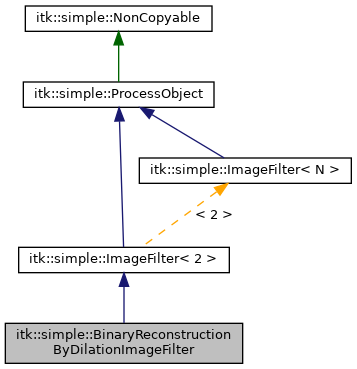 itk::simple::NonCopyable
itk::simple::ProcessObject
itk::simple::ImageFilter< N >
< 2 >
itk::simple::ImageFilter< 2 >
itk::simple::BinaryReconstruction
ByDilationImageFilter